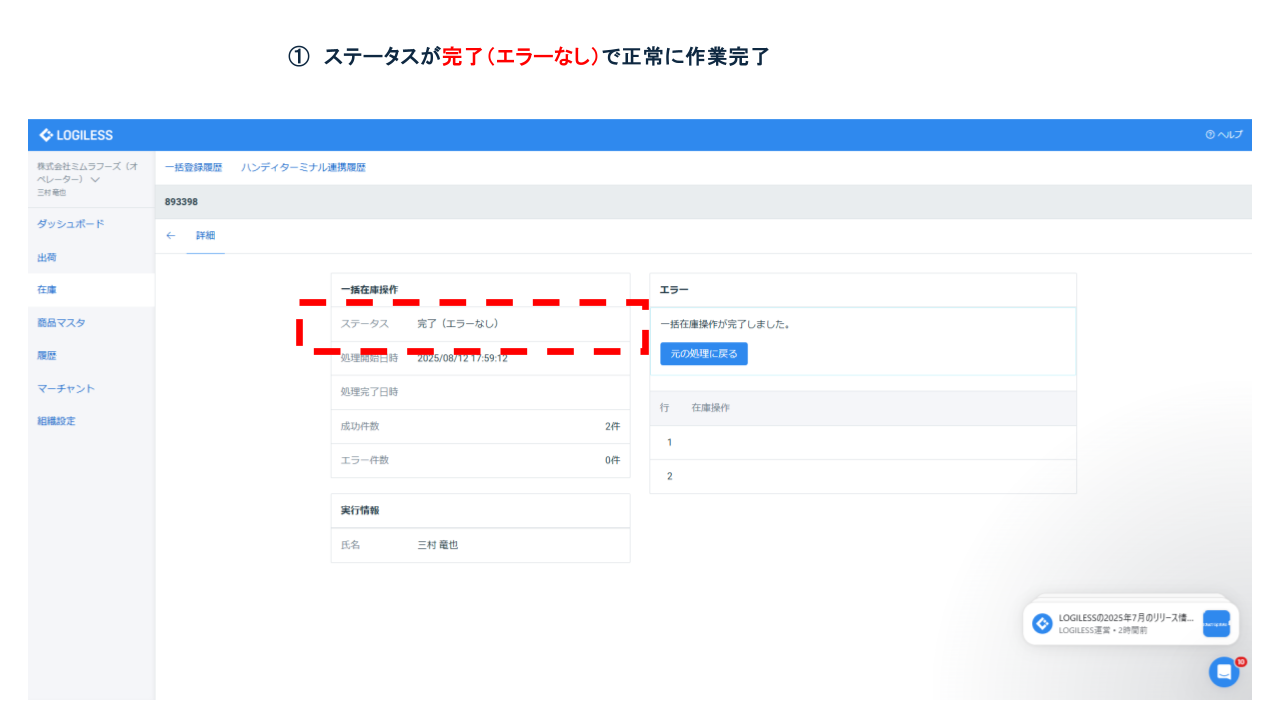 ① ステータスが完了(エラーなし)で正常に作業完了
LOGILESS
ヘルプ
株式会社ミムラフーズ(オ
ペレーター)
三村 竜也
一括登録履歴 ハンディターミナル連携履歴
893398
← 詳細
ダッシュボード
出荷
在庫
商品マスタ
履歴
マーチャント
組織設定
一括在庫操作
ステータス 完了(エラーなし)
処理開始日時 2025/08/12 17:59:12
処理完了日時
成功件数 2件
エラー件数 0件
実行情報
氏名 三村 竜也
エラー
一括在庫操作が完了しました。
元の処理に戻る
行 在庫操作
1
2
LOGILESSの2025年7月のリリース情...
LOGILESS運営・2時間前
10